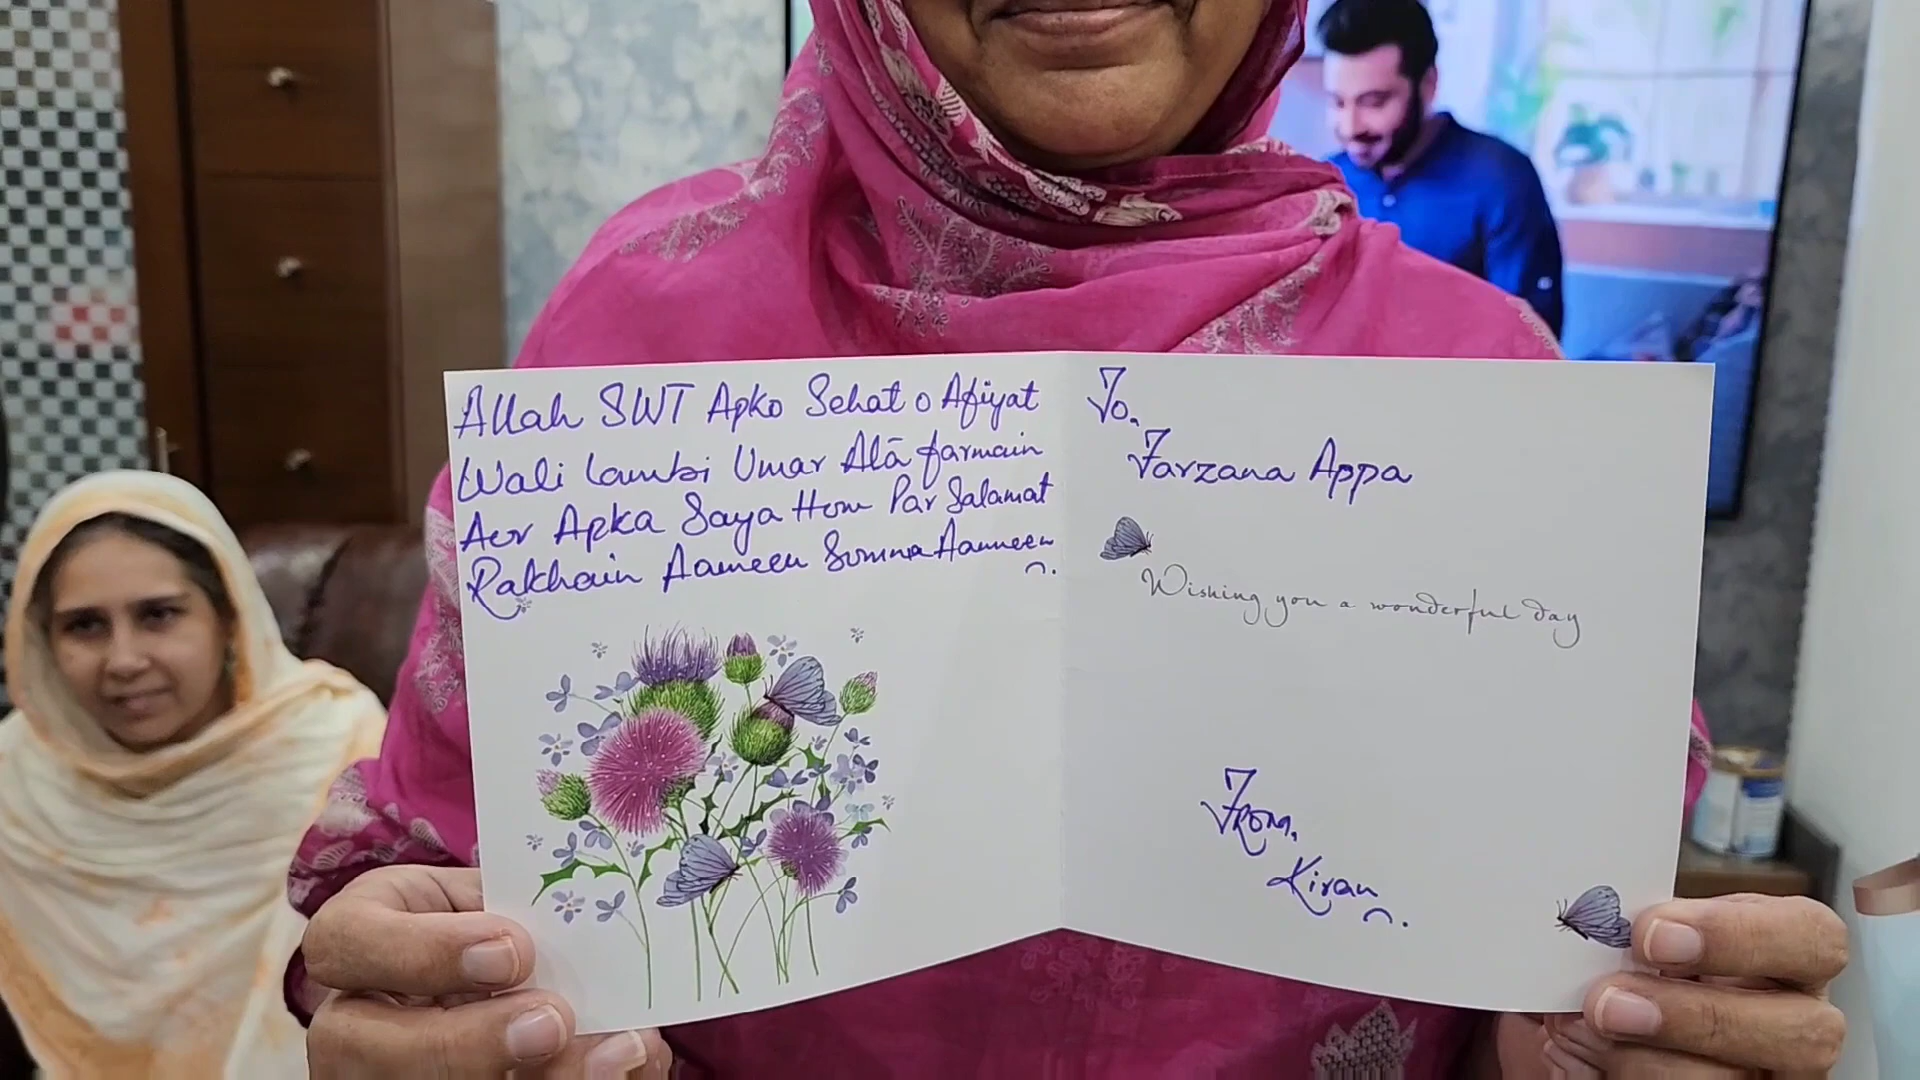 Allah SWT Apko Sehat o Afiyat
Wali lambi Umar Atā farmain
Aor Apka Saya Hum Par Salamat
Rakhain Aameen Summa Aameen
To,
Farzana Appa
Wishing you a wonderful day
From,
Kiran